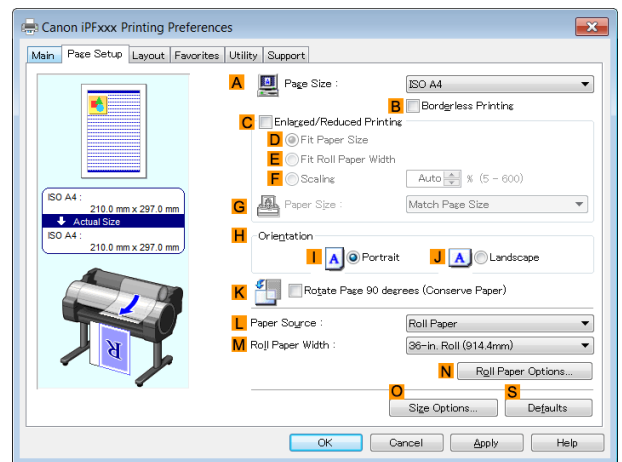 Canon iPFxxx Printing Preferences
Main Page Setup Layout Favorites Utility Support
A Page Size : ISO A4
B Borderless Printing
C Enlarged/Reduced Printing
D Fit Paper Size
E Fit Roll Paper Width
F Scaling Auto % (5 - 600)
G Paper Size : Match Page Size
ISO A4 :
210.0 mm x 297.0 mm
Actual Size
ISO A4 :
210.0 mm x 297.0 mm
H Orientation
I A Portrait J A Landscape
K Rotate Page 90 degrees (Conserve Paper)
L Paper Source : Roll Paper
M Roll Paper Width : 36-in. Roll (914.4mm)
N Roll Paper Options...
R
O S
Size Options... Defaults
OK Cancel Apply Help